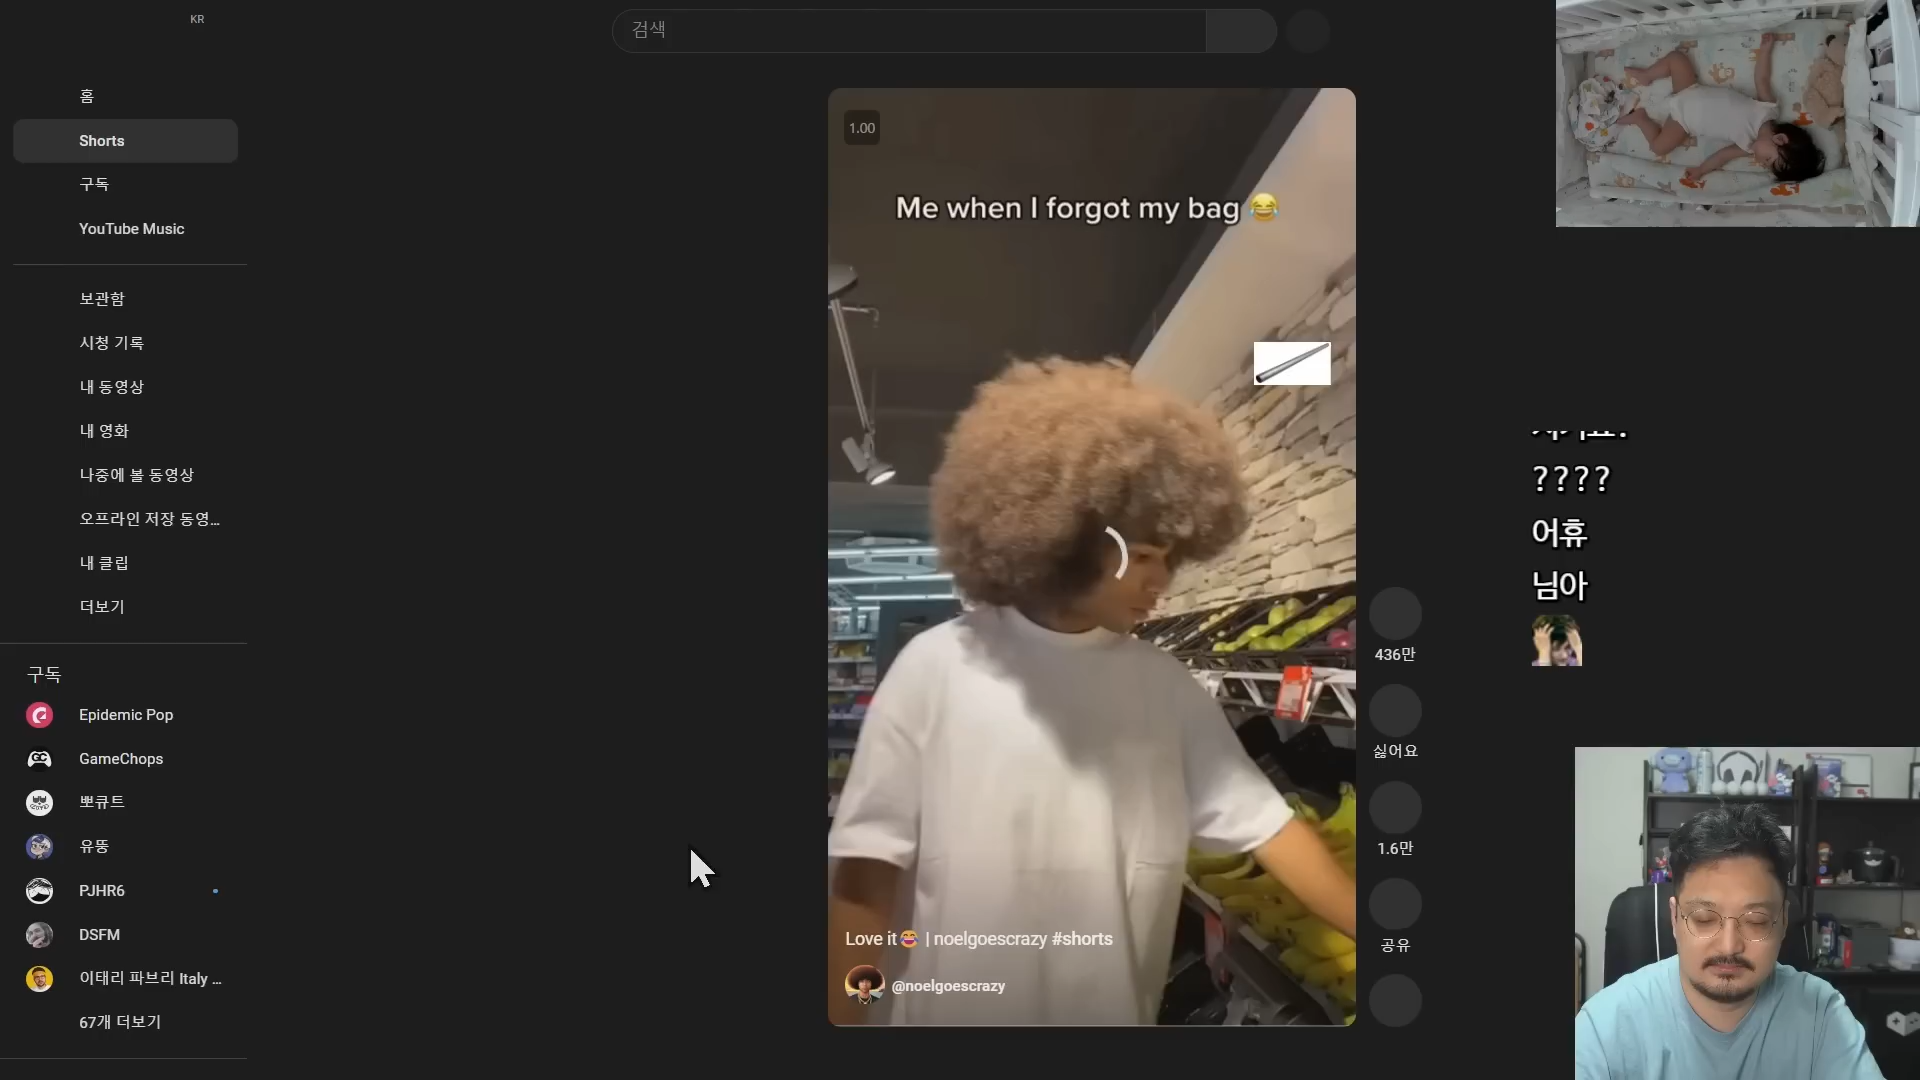 KR
검색
홈
Shorts
구독
YouTube Music
보관함
시청 기록
내 동영상
내 영화
나중에 볼 동영상
오프라인 저장 동영...
내 클립
더보기
구독
Epidemic Pop
GameChops
뽀큐트
유뚱
PJHR6
DSFM
이태리 파브리 Italy ...
67개 더보기
1.00
Me when I forgot my bag 😂
Love it😂 | noelgoescrazy #shorts
@noelgoescrazy
436만
싫어요
1.6만
공유
????
어휴
님아